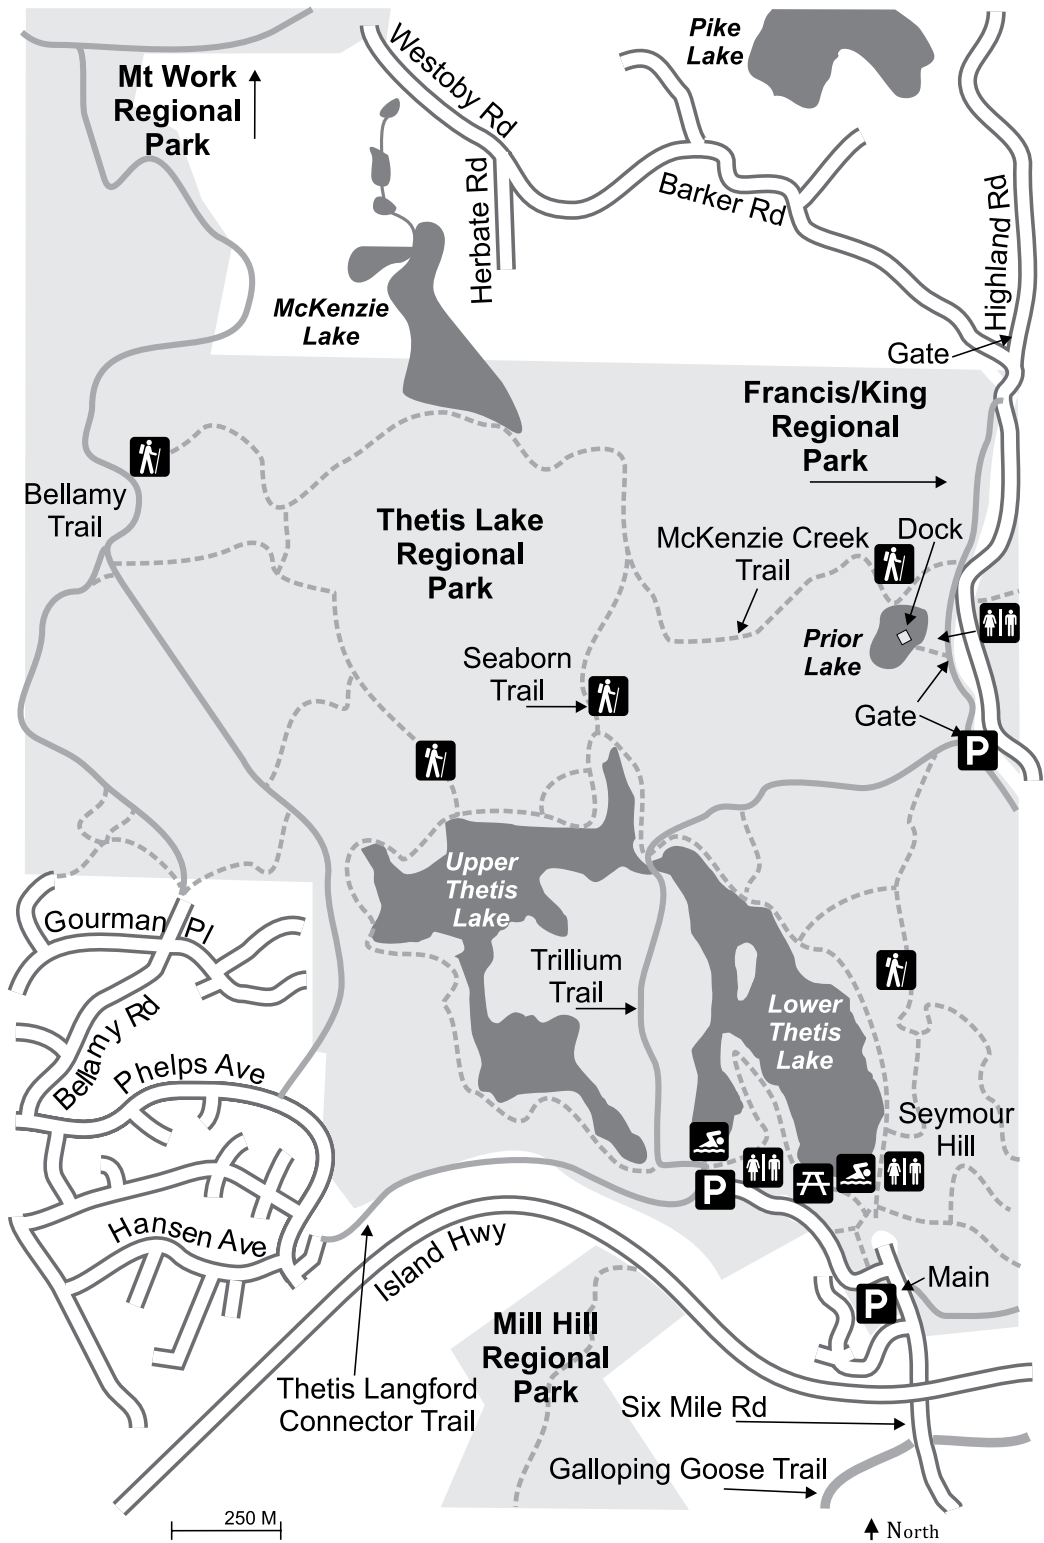 Pike
Lake
Westoby Rd
Mt Work
Regional
Park
Herbate Rd
Barker Rd
Highland Rd
McKenzie
Lake
Gate
Francis/King
Regional
Park
Bellamy
Trail
Thetis Lake
Regional
Park
McKenzie Creek
Trail
Dock
Prior
Lake
Seaborn
Trail
Gate
P
Upper
Thetis
Lake
Gourman Pl
Trillium
Trail
Lower
Thetis
Lake
Bellamy Rd
Phelps Ave
Seymour
Hill
P
Hansen Ave
Island Hwy
Main
P
Mill Hill
Regional
Park
Thetis Langford
Connector Trail
Six Mile Rd
Galloping Goose Trail
250 M
North